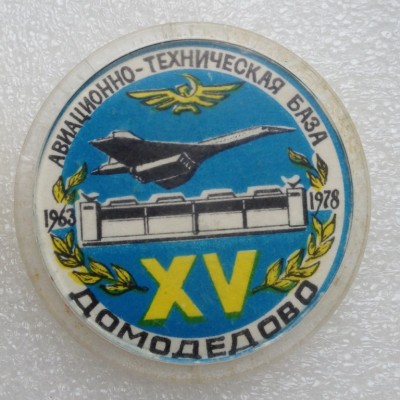 АВИАЦИОННО-ТЕХНИЧЕСКАЯ БАЗА
1963
1978
XV
ДОМОДЕДОВО